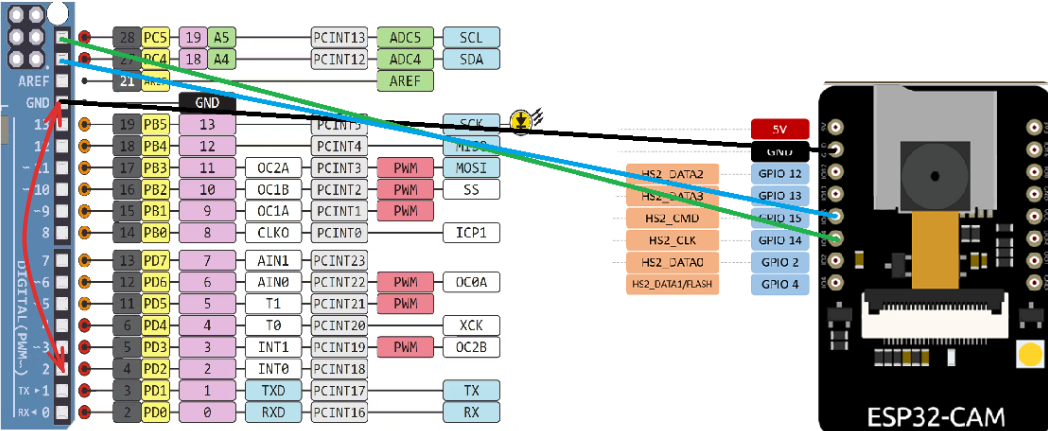 28 PC5 19 A5 PCINT13 ADC5 SCL
27 PC4 18 A4 PCINT12 ADC4 SDA
AREF 21 AREF AREF
GND GND
13 19 PB5 13 PCINT5 SCK 5V
12 18 PB4 12 PCINT4 MISO GND
~11 17 PB3 11 OC2A PCINT3 PWM MOSI HS2_DATA2 GPIO 12
~10 16 PB2 10 OC1B PCINT2 PWM SS HS2_DATA3 GPIO 13
~9 15 PB1 9 OC1A PCINT1 PWM HS2_CMD GPIO 15
8 14 PB0 8 CLKO PCINT0 ICP1 HS2_CLK GPIO 14
7 13 PD7 7 AIN1 PCINT23 HS2_DATA0 GPIO 2
~6 12 PD6 6 AIN0 PCINT22 PWM OC0A HS2_DATA1/FLASH GPIO 4
~5 11 PD5 5 T1 PCINT21 PWM
6 PD4 4 T0 PCINT20 XCK
~3 5 PD3 3 INT1 PCINT19 PWM OC2B
2 4 PD2 2 INT0 PCINT18
TX ▸ 1 3 PD1 1 TXD PCINT17 TX
RX ◂ 0 2 PD0 0 RXD PCINT16 RX
DIGITAL (PWM~)
ESP32-CAM